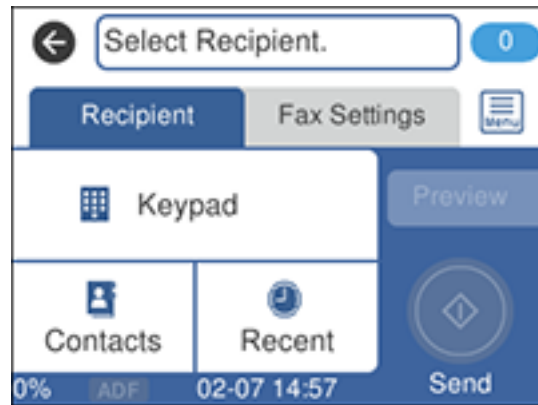 Select Recipient.
0
Recipient
Fax Settings
Menu
Keypad
Preview
Contacts
Recent
0%
ADF
02-07 14:57
Send